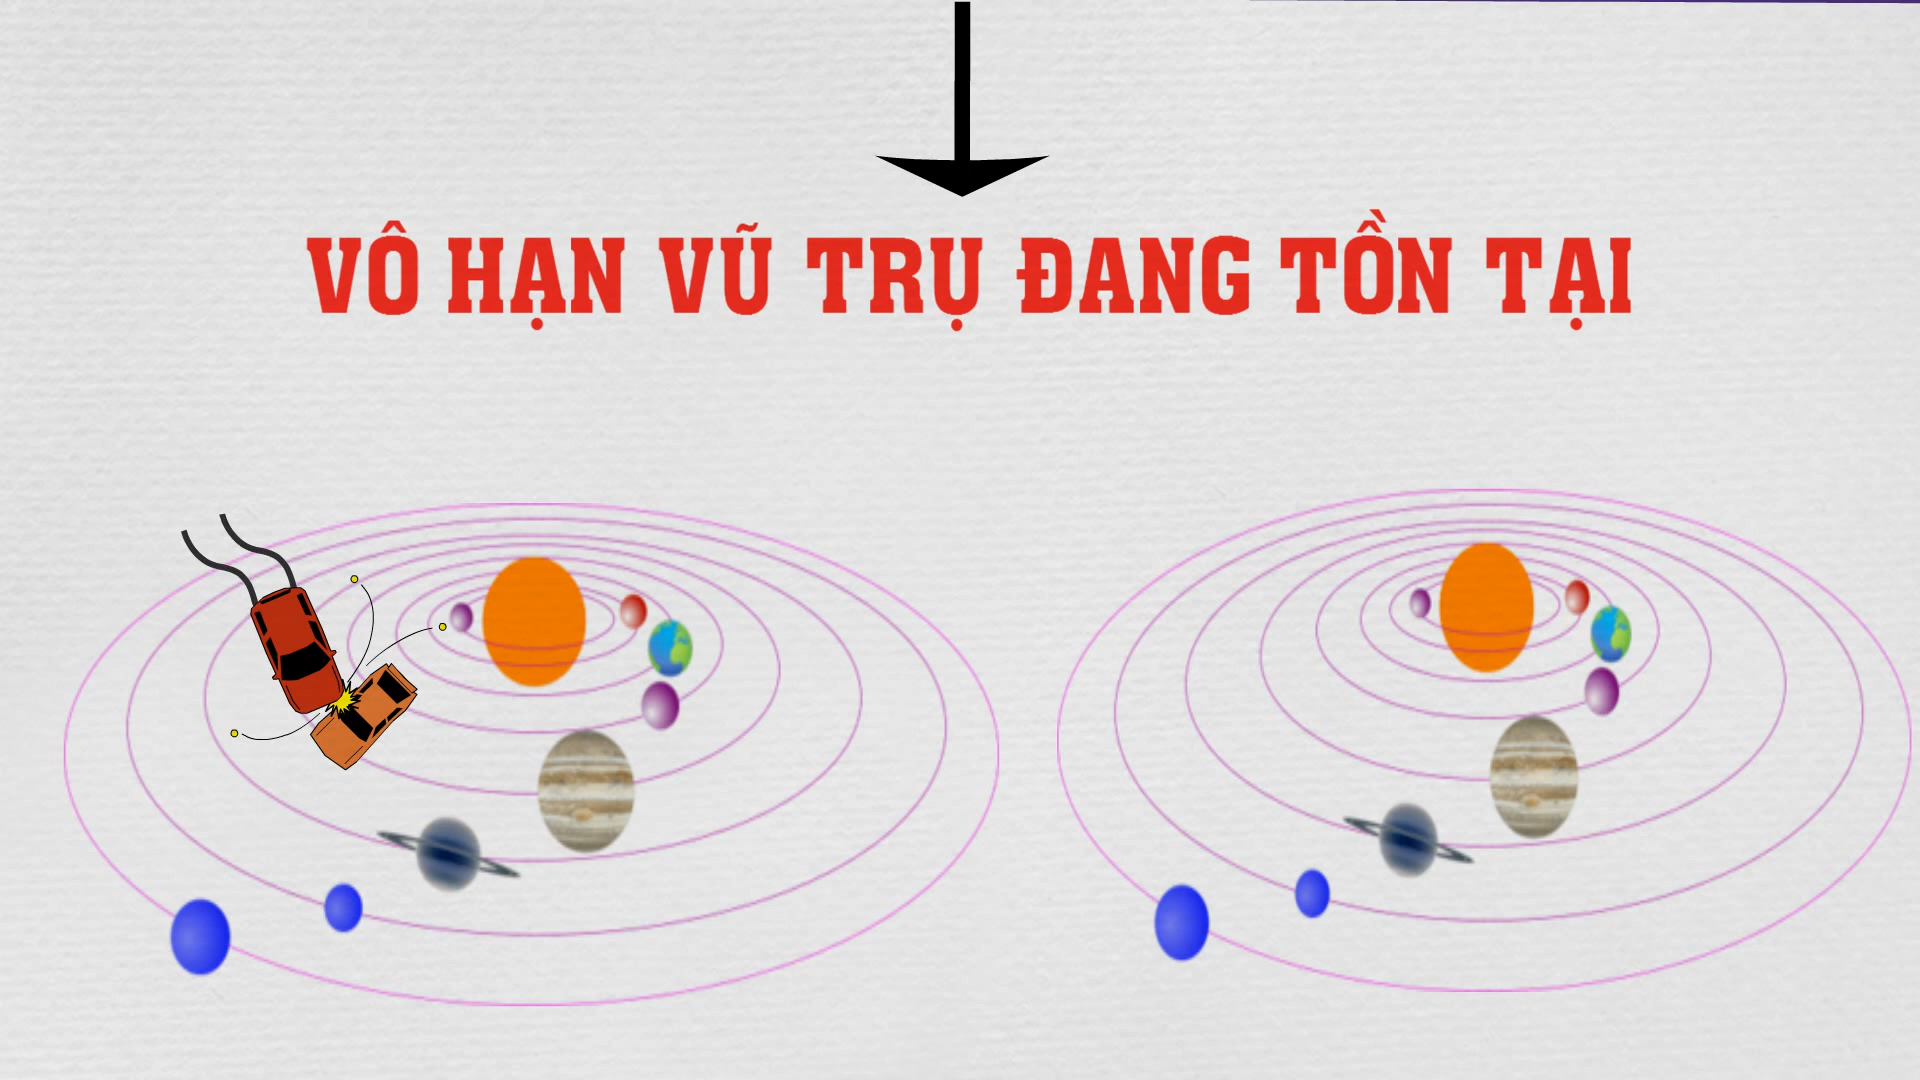 VÔ HẠN VŨ TRỤ ĐANG TỒN TẠI